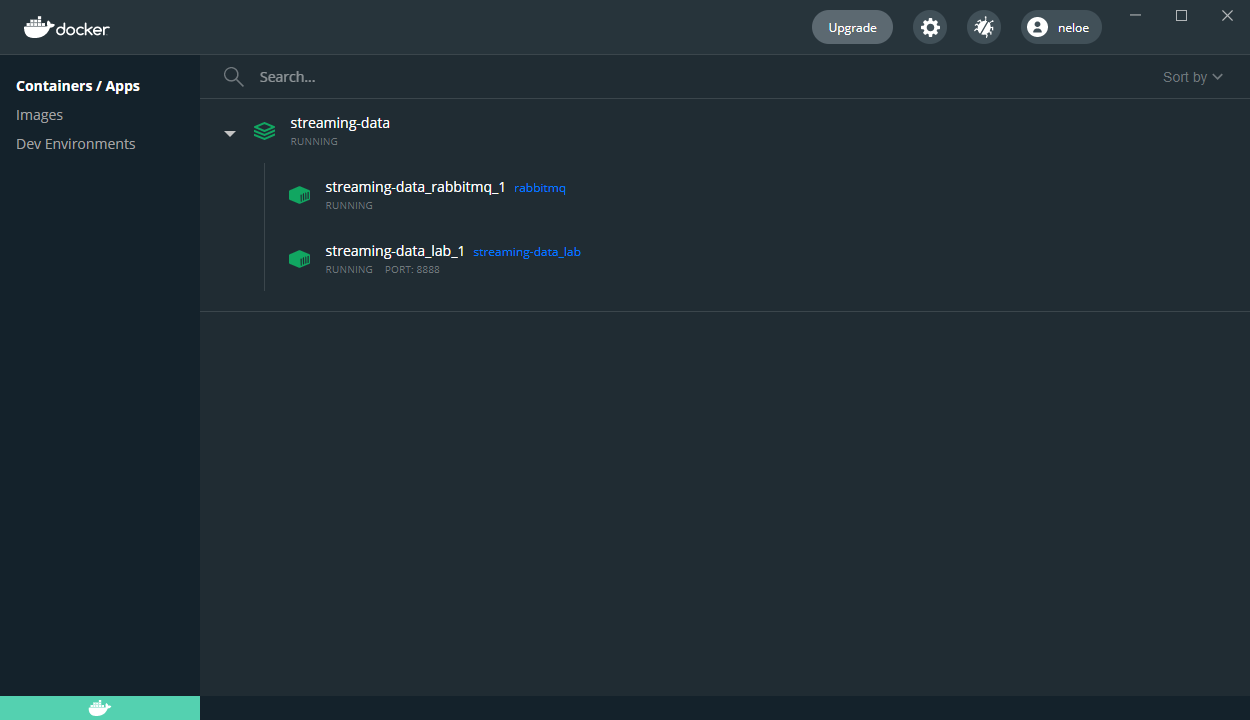 docker
Upgrade
neloe
Containers / Apps
Images
Dev Environments
Search...
Sort by
streaming-data
RUNNING
streaming-data_rabbitmq_1 rabbitmq
RUNNING
streaming-data_lab_1 streaming-data_lab
RUNNING PORT: 8888